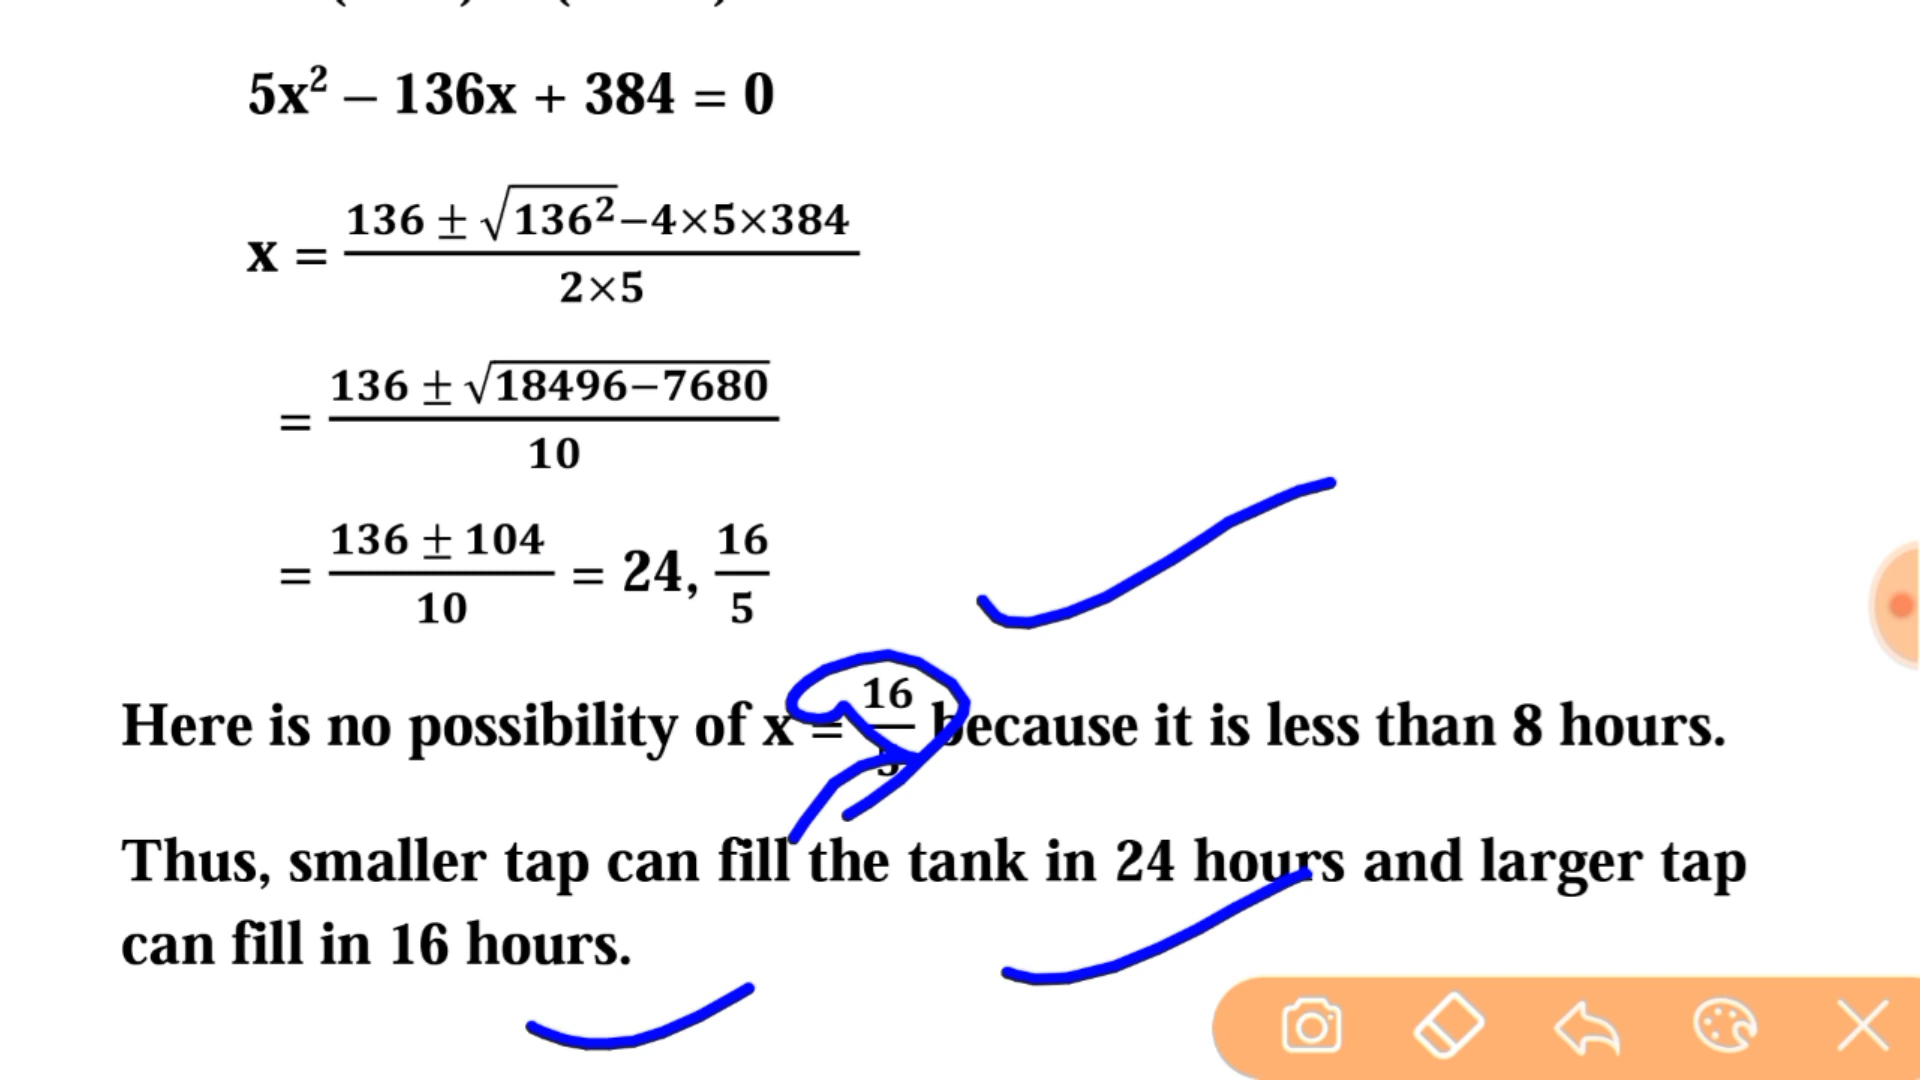 5x² – 136x + 384 = 0
x = (136 ± √136²–4×5×384) / (2×5)
= (136 ± √18496–7680) / 10
= (136 ± 104) / 10 = 24, 16/5
Here is no possibility of x = 16/5 because it is less than 8 hours.
Thus, smaller tap can fill the tank in 24 hours and larger tap
can fill in 16 hours.